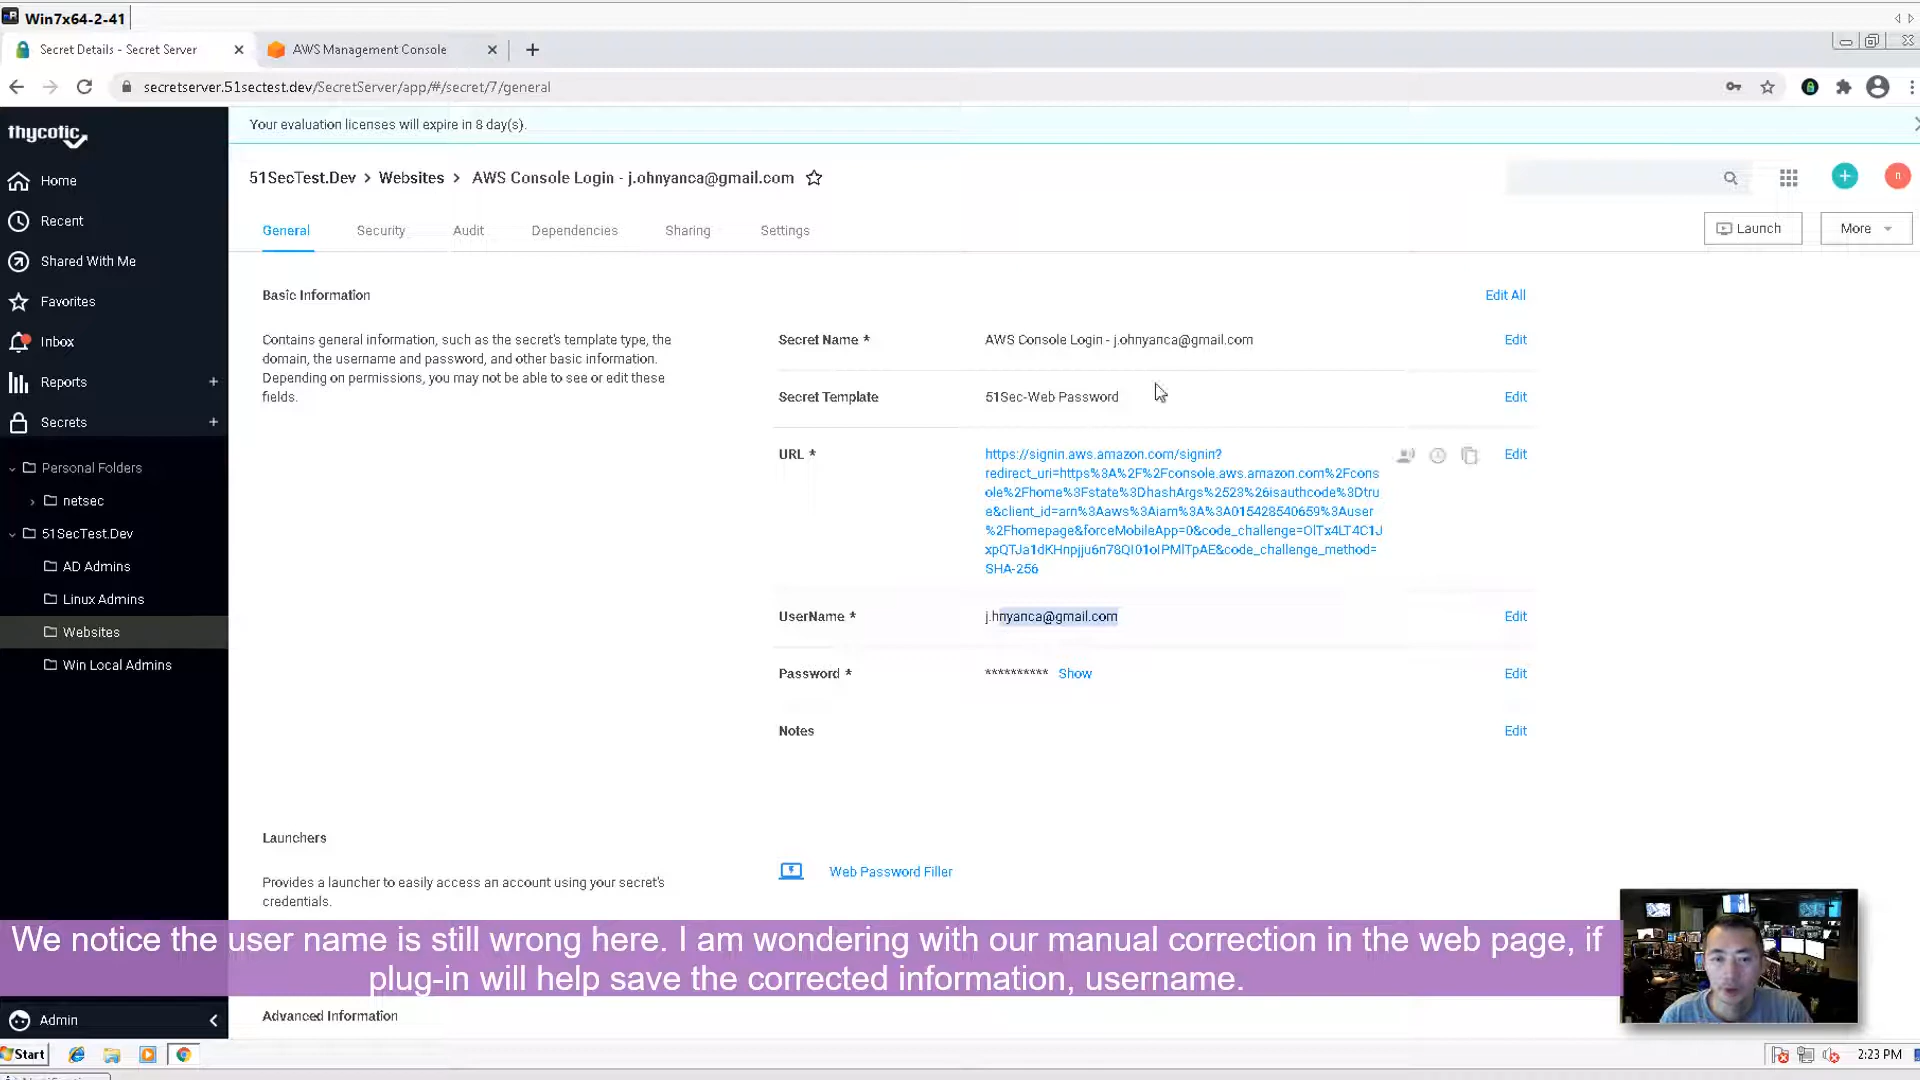 Win7x64-2-41
Secret Details - Secret Server
AWS Management Console
secretserver.51sectest.dev/SecretServer/app/#/secret/7/general
thycotic
Your evaluation licenses will expire in 8 day(s).
Home
Recent
Shared With Me
Favorites
Inbox
Reports
Secrets
Personal Folders
netsec
51SecTest.Dev
AD Admins
Linux Admins
Websites
Win Local Admins
Admin
51SecTest.Dev > Websites > AWS Console Login - j.ohnyanca@gmail.com
n
General Security Audit Dependencies Sharing Settings
Launch
More
Basic Information
Edit All
Contains general information, such as the secret's template type, the
domain, the username and password, and other basic information.
Depending on permissions, you may not be able to see or edit these
fields.
Secret Name * AWS Console Login - j.ohnyanca@gmail.com Edit
Secret Template 51Sec-Web Password Edit
URL * https://signin.aws.amazon.com/signin? Edit
redirect_uri=https%3A%2F%2Fconsole.aws.amazon.com%2Fcons
ole%2Fhome%3Fstate%3DhashArgs%2523%26isauthcode%3Dtru
e&client_id=arn%3Aaws%3Aiam%3A%3A015428540659%3Auser
%2Fhomepage&forceMobileApp=0&code_challenge=OlTx4LT4C1J
xpQTJa1dKHnpjju6n78QI01oIPMlTpAE&code_challenge_method=
SHA-256
UserName * j.hnyanca@gmail.com Edit
Password * ********** Show Edit
Notes Edit
Launchers
Provides a launcher to easily access an account using your secret's
credentials.
Web Password Filler
We notice the user name is still wrong here. I am wondering with our manual correction in the web page, if
plug-in will help save the corrected information, username.
Advanced Information
Start
2:23 PM